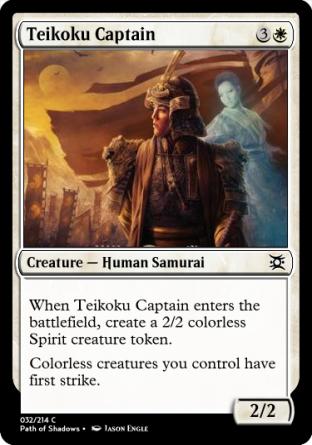 Teikoku Captain 3
Creature — Human Samurai
When Teikoku Captain enters the
battlefield, create a 2/2 colorless
Spirit creature token.
Colorless creatures you control have
first strike.
2/2
032/214 C
Path of Shadows • Jason Engle